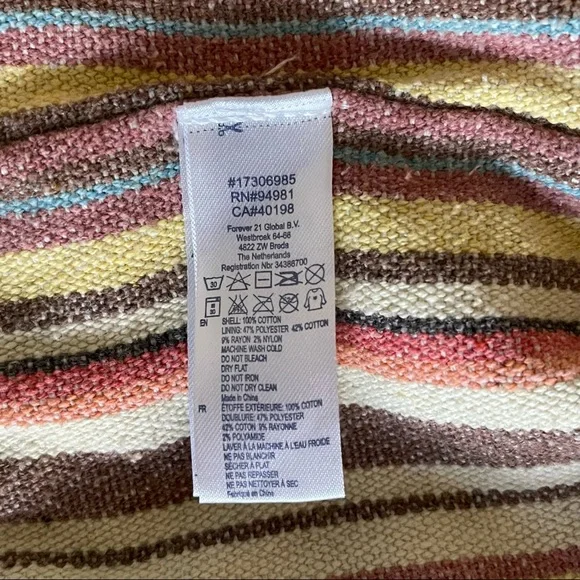 #17306985
RN#94981
CA#40198
Forever 21 Global B.V.
Westbroek 64-66
4822 ZW Breda
The Netherlands
Registration Nbr 34388700
30
EN
SHELL: 100% COTTON
LINING: 47% POLYESTER 42% COTTON
9% RAYON 2% NYLON
MACHINE WASH COLD
DO NOT BLEACH
DRY FLAT
DO NOT IRON
DO NOT DRY CLEAN
Made in China
FR
ÉTOFFE EXTÉRIEURE: 100% COTTON
DOUBLURE: 47% POLYESTER
42% COTON 9% RAYONNE
2% POLYAMIDE
LAVER À LA MACHINE À L'EAU FROIDE
NE PAS BLANCHIR
SÉCHER À PLAT
NE PAS REPASSER
NE PAS NETTOYER À SEC
Fabriqué en Chine